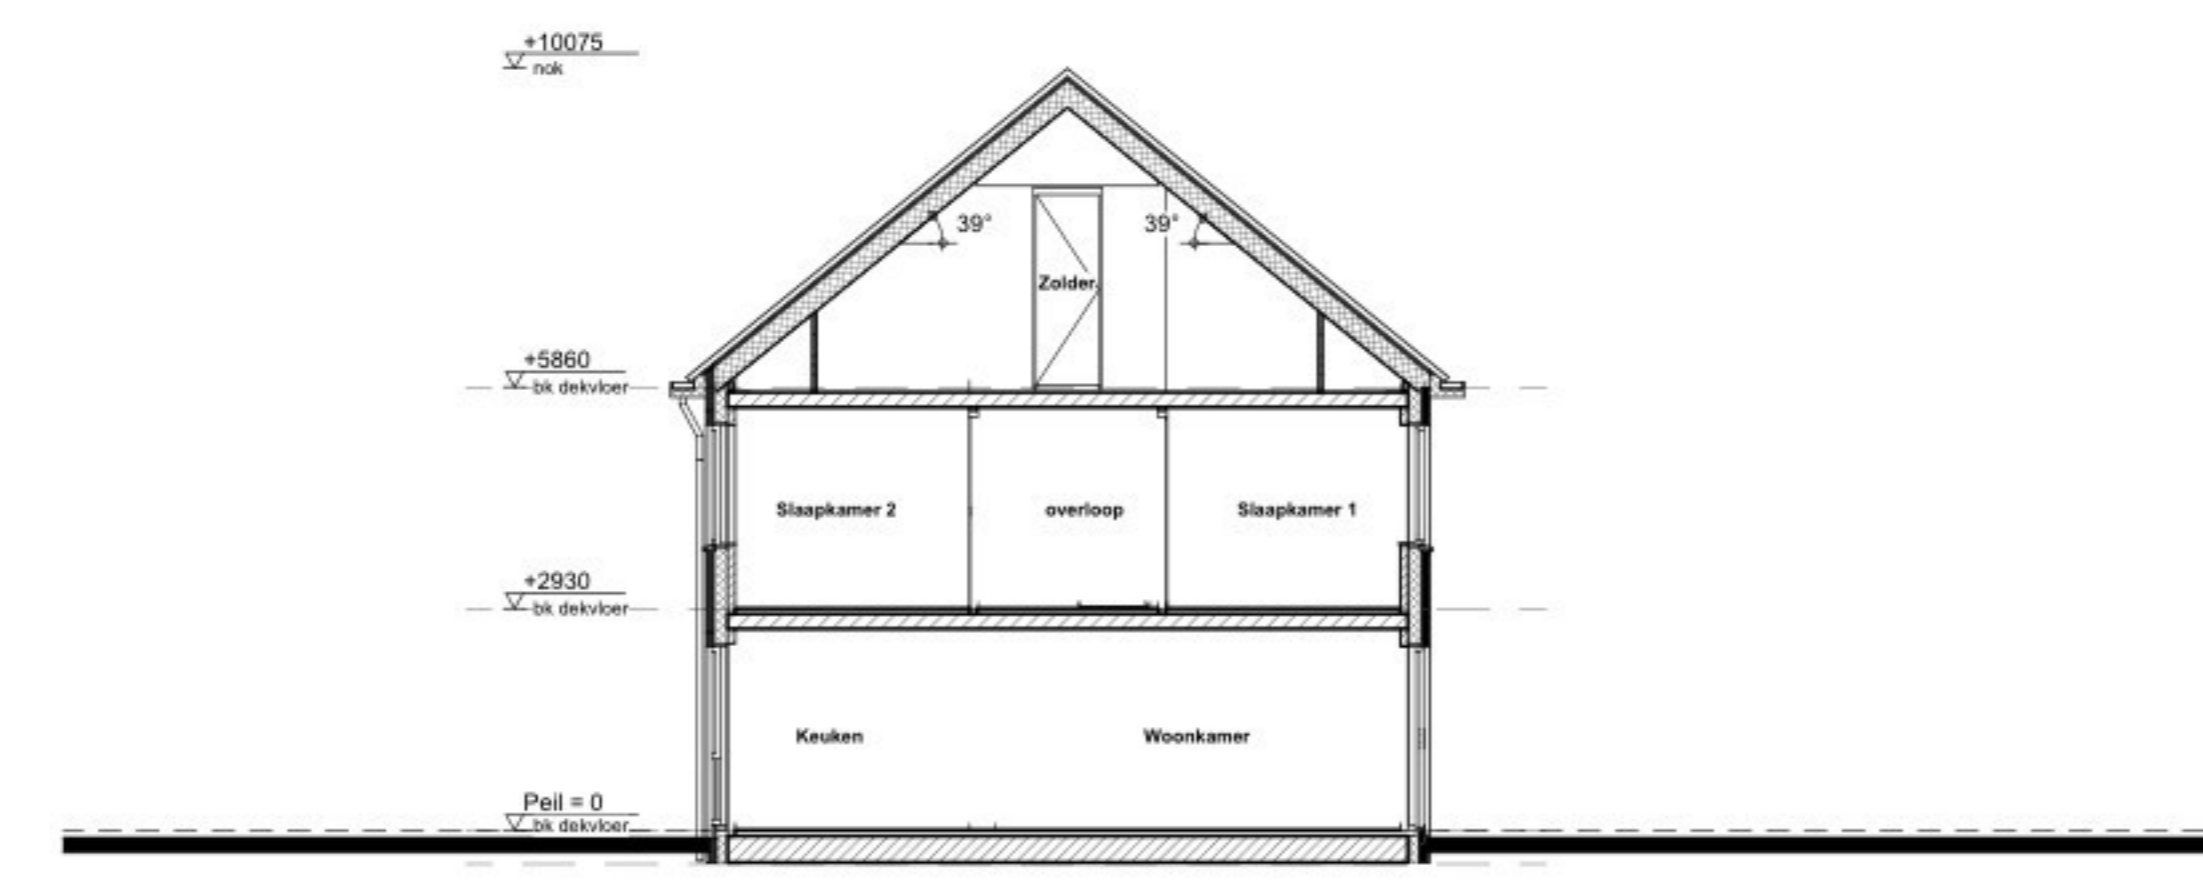 +10075
nok
39°
39°
Zolder
+5860
bk dekvloer
Slaapkamer 2
overloop
Slaapkamer 1
+2930
bk dekvloer
Keuken
Woonkamer
Peil = 0
bk dekvloer